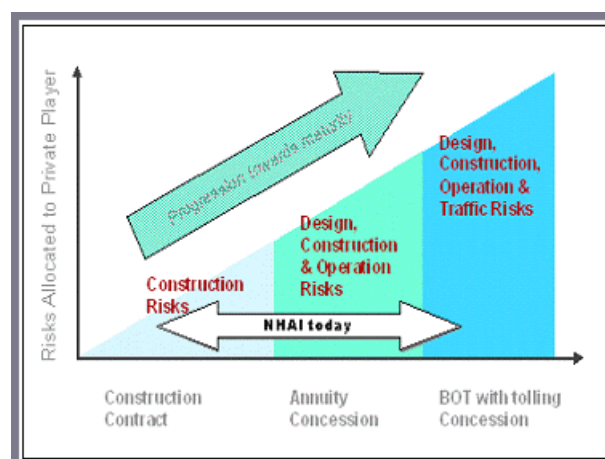 Risks Allocated to Private Player
Progression towards maturity
Design,
Construction,
Operation &
Traffic Risks
Design,
Construction
& Operation
Risks
Construction
Risks
NHAI today
Construction
Contract
Annuity
Concession
BOT with tolling
Concession